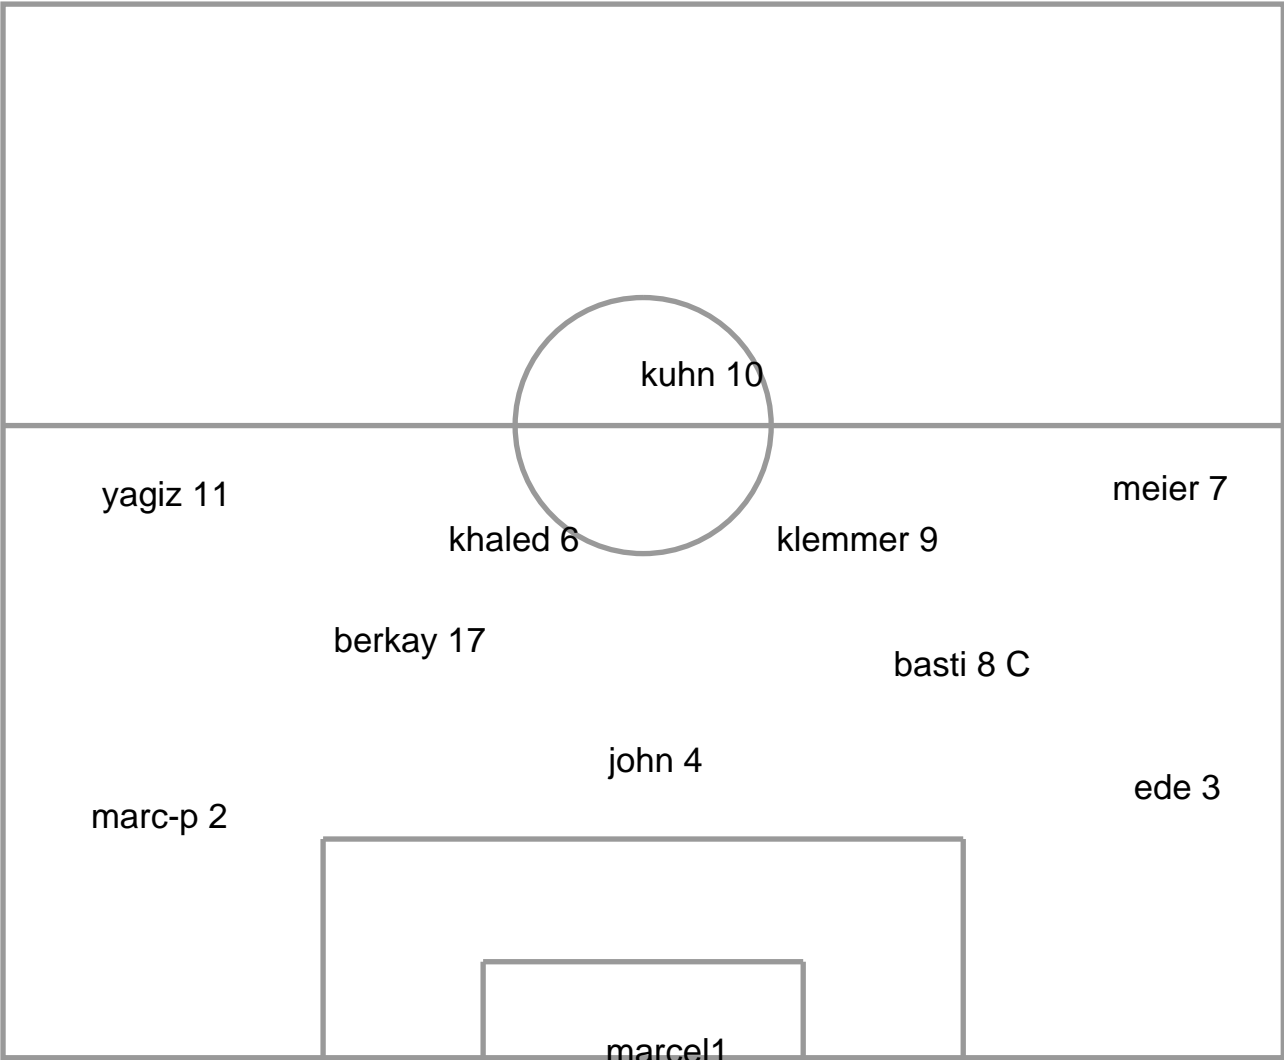 kuhn 10
yagiz 11
meier 7
khaled 6
klemmer 9
berkay 17
basti 8 C
john 4
ede 3
marc-p 2
marcel1